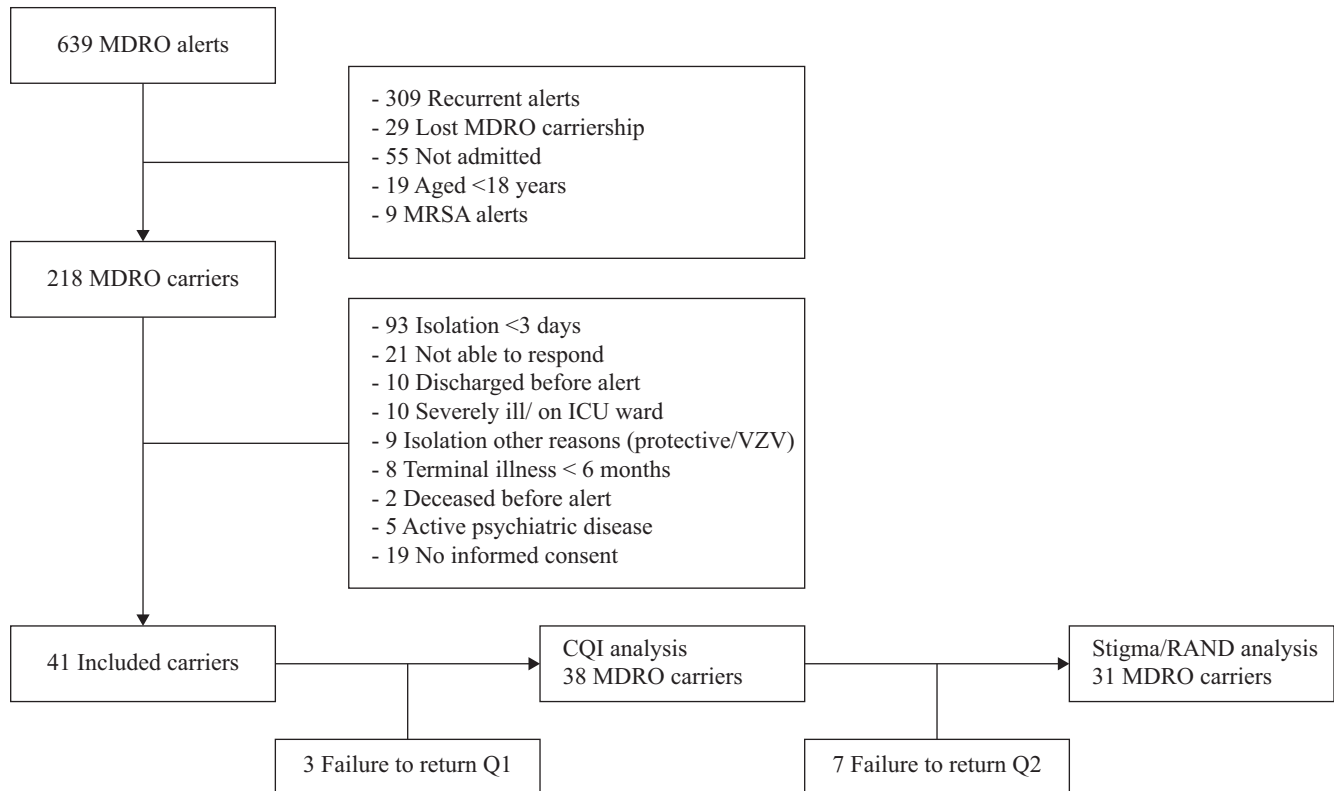 639 MDRO alerts
- 309 Recurrent alerts
- 29 Lost MDRO carriership
- 55 Not admitted
- 19 Aged <18 years
- 9 MRSA alerts
218 MDRO carriers
- 93 Isolation <3 days
- 21 Not able to respond
- 10 Discharged before alert
- 10 Severely ill/ on ICU ward
- 9 Isolation other reasons (protective/VZV)
- 8 Terminal illness < 6 months
- 2 Deceased before alert
- 5 Active psychiatric disease
- 19 No informed consent
41 Included carriers
CQI analysis
38 MDRO carriers
Stigma/RAND analysis
31 MDRO carriers
3 Failure to return Q1
7 Failure to return Q2